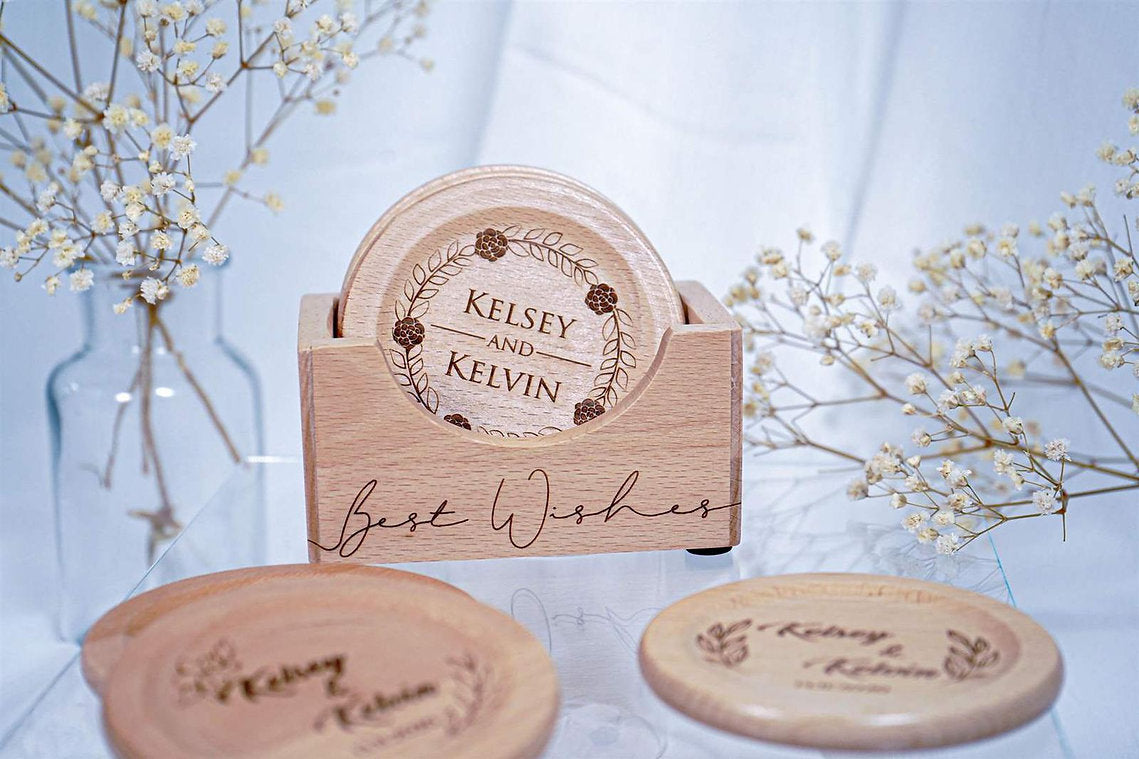 KELSEY
AND
KELVIN
Best Wishes
Kelsey
&
Kelvin
Kelsey
&
Kelvin